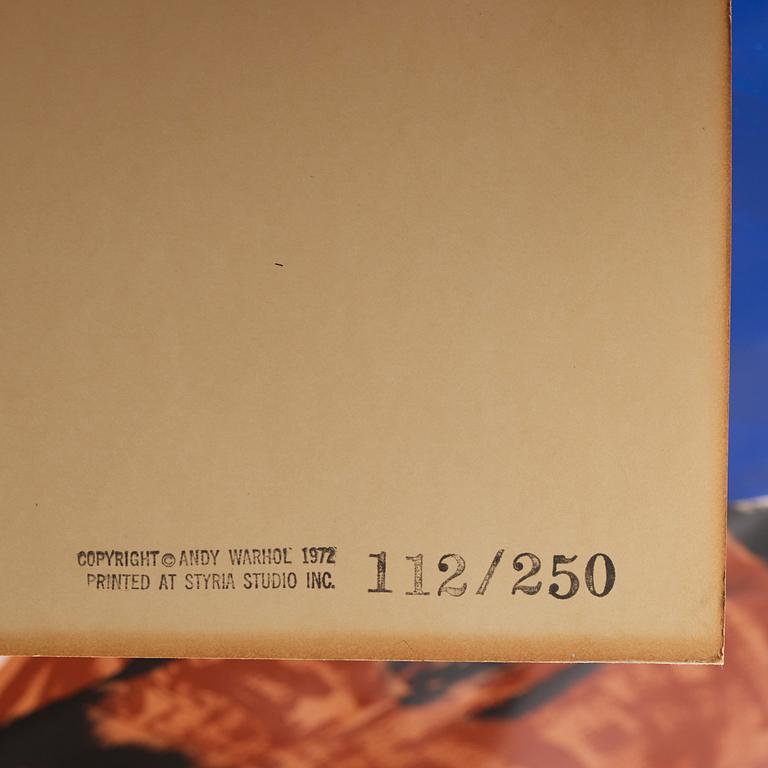 COPYRIGHT © ANDY WARHOL 1972
PRINTED AT STYRIA STUDIO INC.
112/250